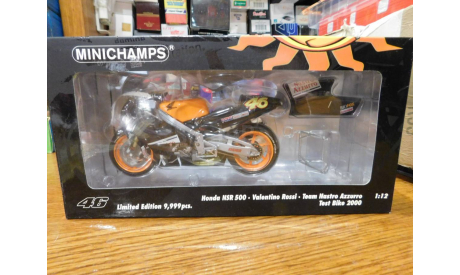 MINICHAMPS
46
46
Limited Edition 9,999pcs.
Honda NSR 500 - Valentino Rossi - Team Nastro Azzurro
Test Bike 2000
1:12